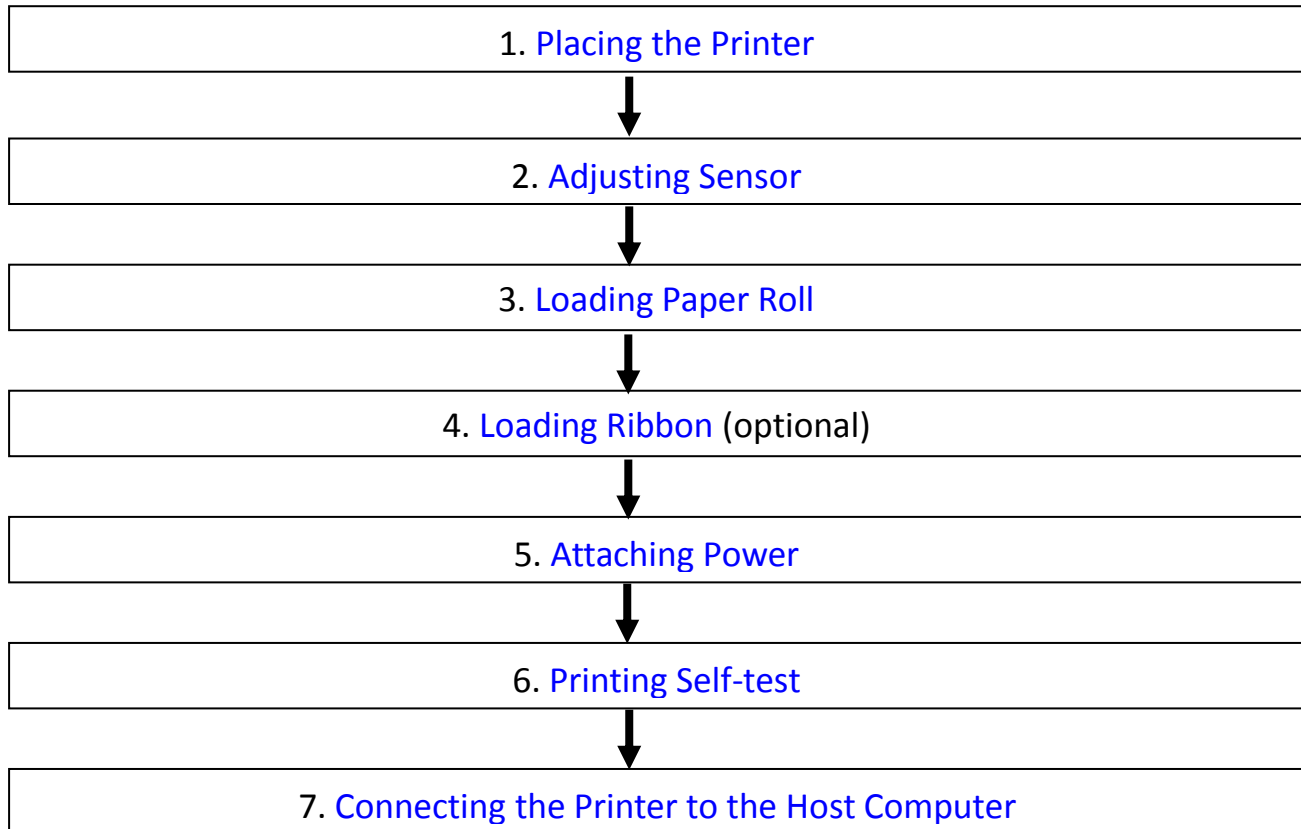 1. Placing the Printer
2. Adjusting Sensor
3. Loading Paper Roll
4. Loading Ribbon (optional)
5. Attaching Power
6. Printing Self-test
7. Connecting the Printer to the Host Computer